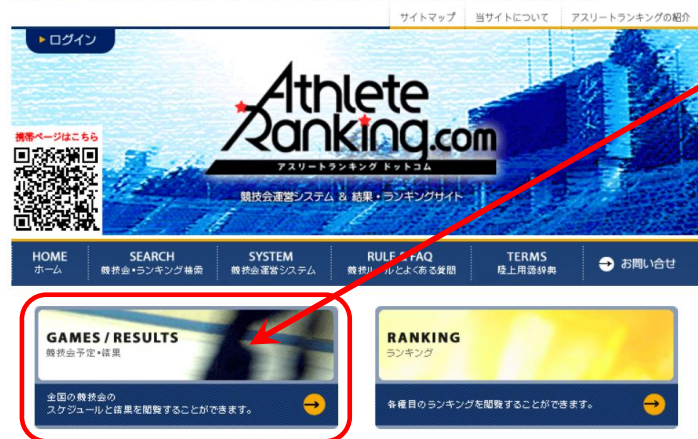 サイトマップ 当サイトについて アスリートランキングの紹介
ログイン
Athlete
Ranking.com
アスリートランキング ドットコム
競技会運営システム & 結果・ランキングサイト
携帯ページはこちら
HOME SEARCH SYSTEM RULE & FAQ TERMS お問い合せ
ホーム 競技会・ランキング検索 競技会運営システム 競技ルールとよくある質問 陸上用語辞典
GAMES / RESULTS
競技会予定・結果
全国の競技会の
スケジュールと結果を閲覧することができます。
RANKING
ランキング
各種目のランキングを閲覧することができます。